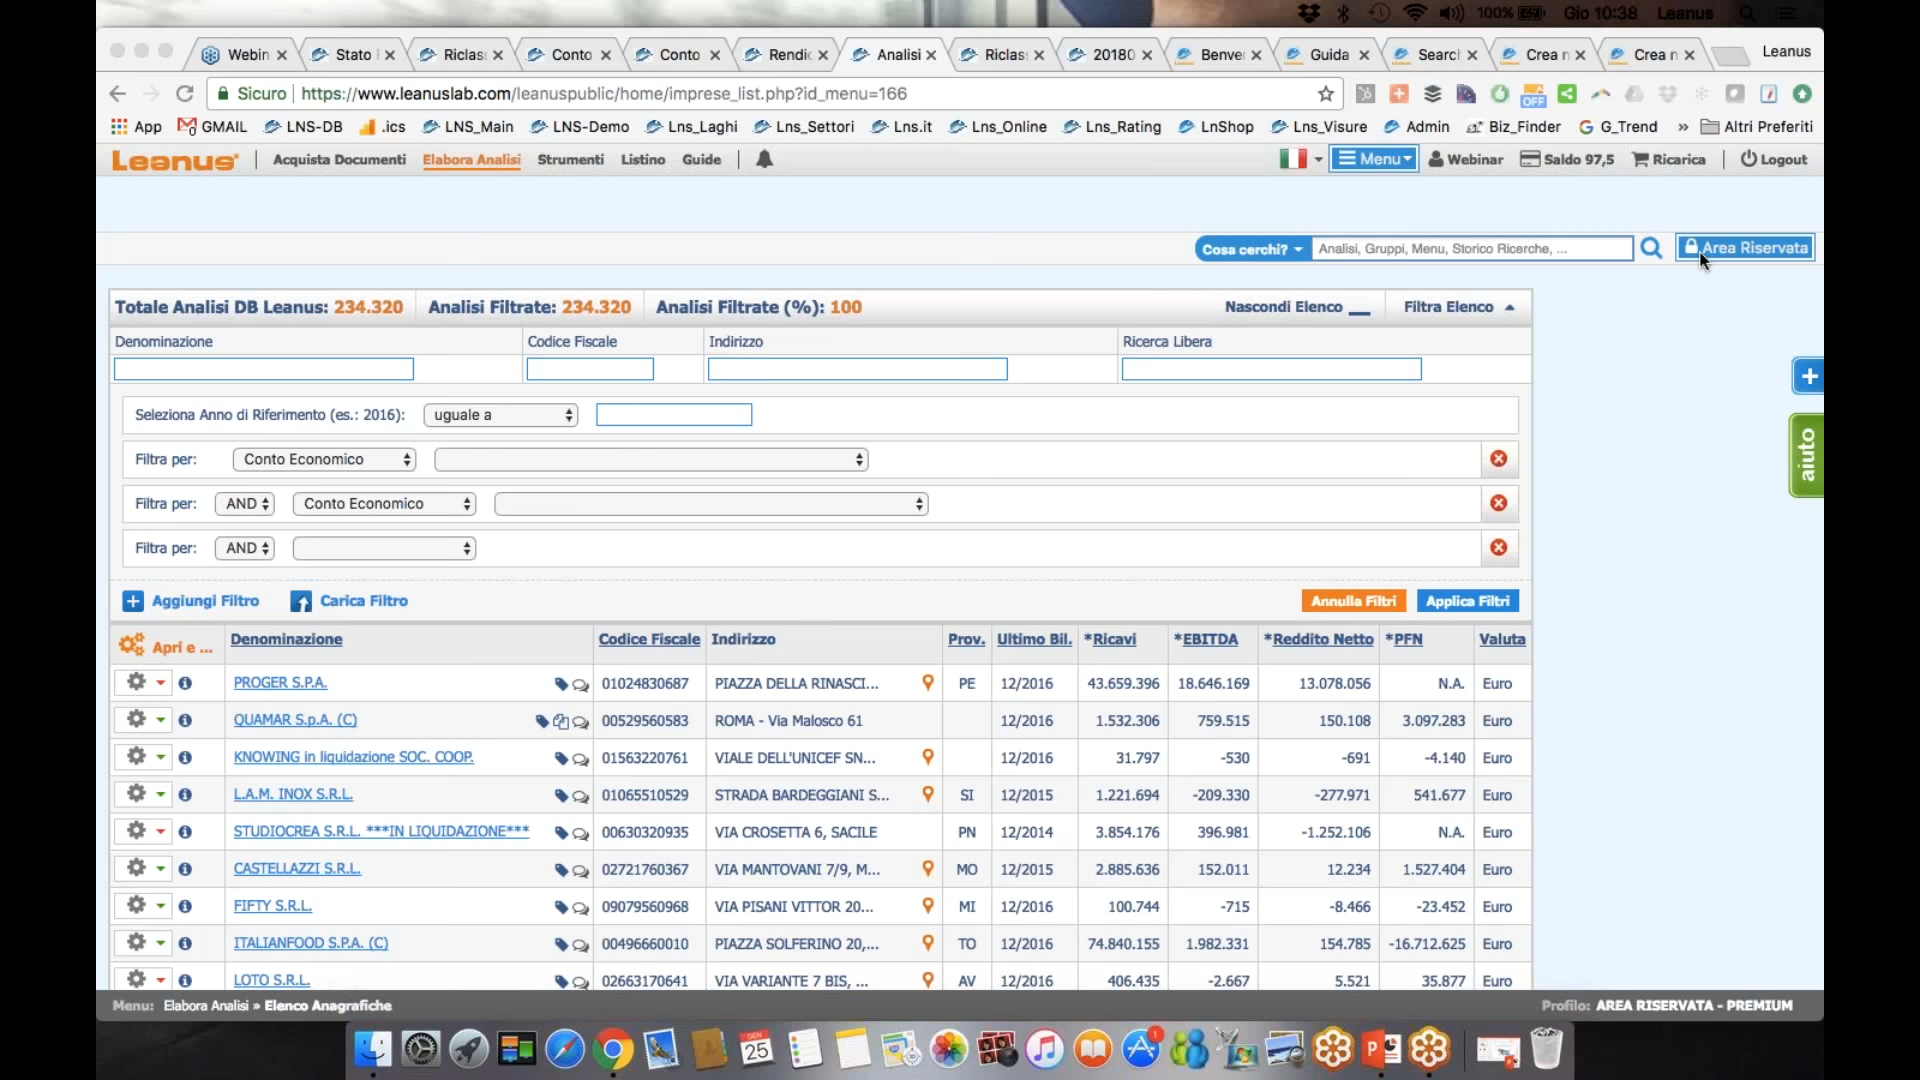 100% Gio 10:38 Leanus
Webin Stato Riclas Conto Conto Rendic Analisi Riclas 20180 Benve Guida Search Crea n Crea n Leanus
Sicuro https://www.leanuslab.com/leanuspublic/home/imprese_list.php?id_menu=166 OFF
App GMAIL LNS-DB .ics LNS_Main LNS-Demo Lns_Laghi Lns_Settori Lns.it Lns_Online Lns_Rating LnShop Lns_Visure Admin Biz_Finder G_Trend » Altri Preferiti
Leanus Acquista Documenti Elabora Analisi Strumenti Listino Guide Menu Webinar Saldo 97,5 Ricarica Logout
Cosa cerchi? Analisi, Gruppi, Menu, Storico Ricerche, ... Area Riservata
Totale Analisi DB Leanus: 234.320 Analisi Filtrate: 234.320 Analisi Filtrate (%): 100 Nascondi Elenco Filtra Elenco
Denominazione Codice Fiscale Indirizzo Ricerca Libera
Seleziona Anno di Riferimento (es.: 2016): uguale a
Filtra per: Conto Economico
Filtra per: AND Conto Economico
Filtra per: AND
aiuto
Aggiungi Filtro Carica Filtro Annulla Filtri Applica Filtri
Apri e ... Denominazione Codice Fiscale Indirizzo Prov. Ultimo Bil. *Ricavi *EBITDA *Reddito Netto *PFN Valuta
PROGER S.P.A. 01024830687 PIAZZA DELLA RINASCI... PE 12/2016 43.659.396 18.646.169 13.078.056 N.A. Euro
QUAMAR S.p.A. (C) 00529560583 ROMA - Via Malosco 61 12/2016 1.532.306 759.515 150.108 3.097.283 Euro
KNOWING in liquidazione SOC. COOP. 01563220761 VIALE DELL'UNICEF SN... 12/2016 31.797 -530 -691 -4.140 Euro
L.A.M. INOX S.R.L. 01065510529 STRADA BARDEGGIANI S... SI 12/2015 1.221.694 -209.330 -277.971 541.677 Euro
STUDIOCREA S.R.L. ***IN LIQUIDAZIONE*** 00630320935 VIA CROSETTA 6, SACILE PN 12/2014 3.854.176 396.981 -1.252.106 N.A. Euro
CASTELLAZZI S.R.L. 02721760367 VIA MANTOVANI 7/9, M... MO 12/2015 2.885.636 152.011 12.234 1.527.404 Euro
FIFTY S.R.L. 09079560968 VIA PISANI VITTOR 20... MI 12/2016 100.744 -715 -8.466 -23.452 Euro
ITALIANFOOD S.P.A. (C) 00496660010 PIAZZA SOLFERINO 20,... TO 12/2016 74.840.155 1.982.331 154.785 -16.712.625 Euro
LOTO S.R.L. 02663170641 VIA VARIANTE 7 BIS, ... AV 12/2016 406.435 -2.667 5.521 35.877 Euro
Menu: Elabora Analisi » Elenco Anagrafiche Profilo: AREA RISERVATA - PREMIUM
GEN 25 1 P